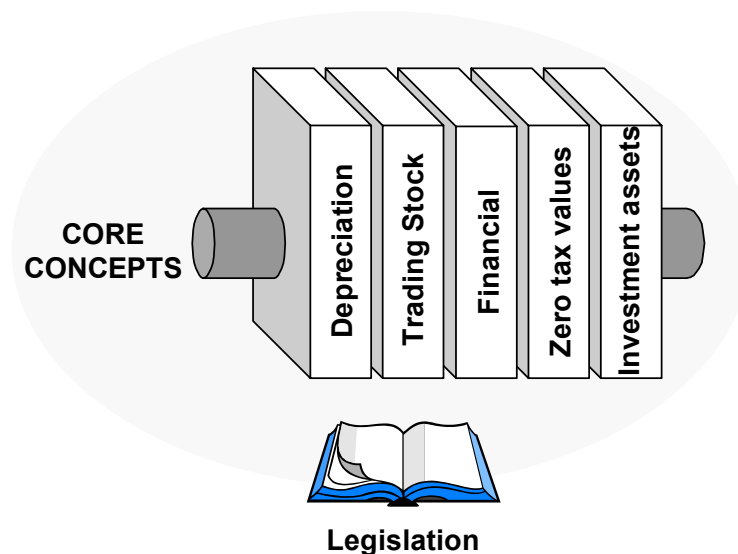 CORE
CONCEPTS
Depreciation
Trading Stock
Financial
Zero tax values
Investment assets
Legislation